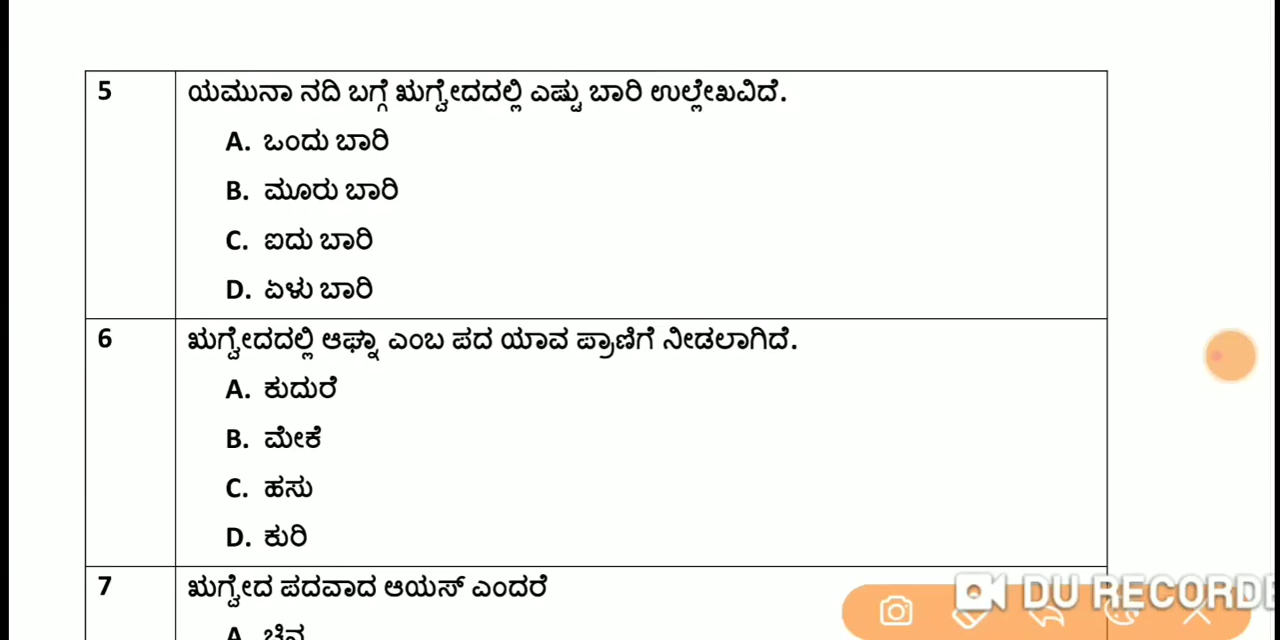 5 ಯಮುನಾ ನದಿ ಬಗ್ಗೆ ಋಗ್ವೇದದಲ್ಲಿ ಎಷ್ಟು ಬಾರಿ ಉಲ್ಲೇಖವಿದೆ.
A. ಒಂದು ಬಾರಿ
B. ಮೂರು ಬಾರಿ
C. ಐದು ಬಾರಿ
D. ಏಳು ಬಾರಿ
6 ಋಗ್ವೇದದಲ್ಲಿ ಆಘ್ನಾ ಎಂಬ ಪದ ಯಾವ ಪ್ರಾಣಿಗೆ ನೀಡಲಾಗಿದೆ.
A. ಕುದುರೆ
B. ಮೇಕೆ
C. ಹಸು
D. ಕುರಿ
7 ಋಗ್ವೇದ ಪದವಾದ ಆಯಸ್ ಎಂದರೆ
DU RECORDE
A.